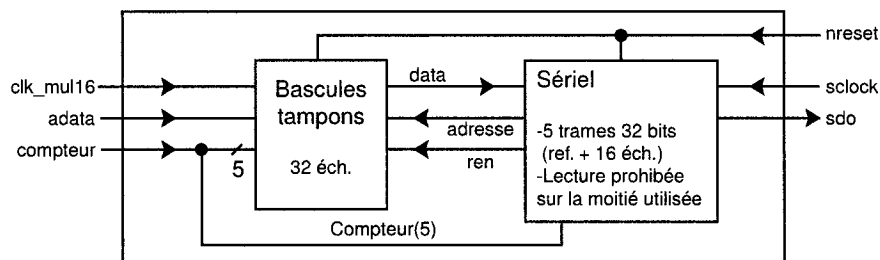 nreset
clk_mul16
Bascules
tampons
data
Sériel
sclock
adata
adresse
-5 trames 32 bits
(ref. + 16 éch.)
sdo
compteur
5
32 éch.
ren
-Lecture prohibée
sur la moitié utilisée
Compteur(5)